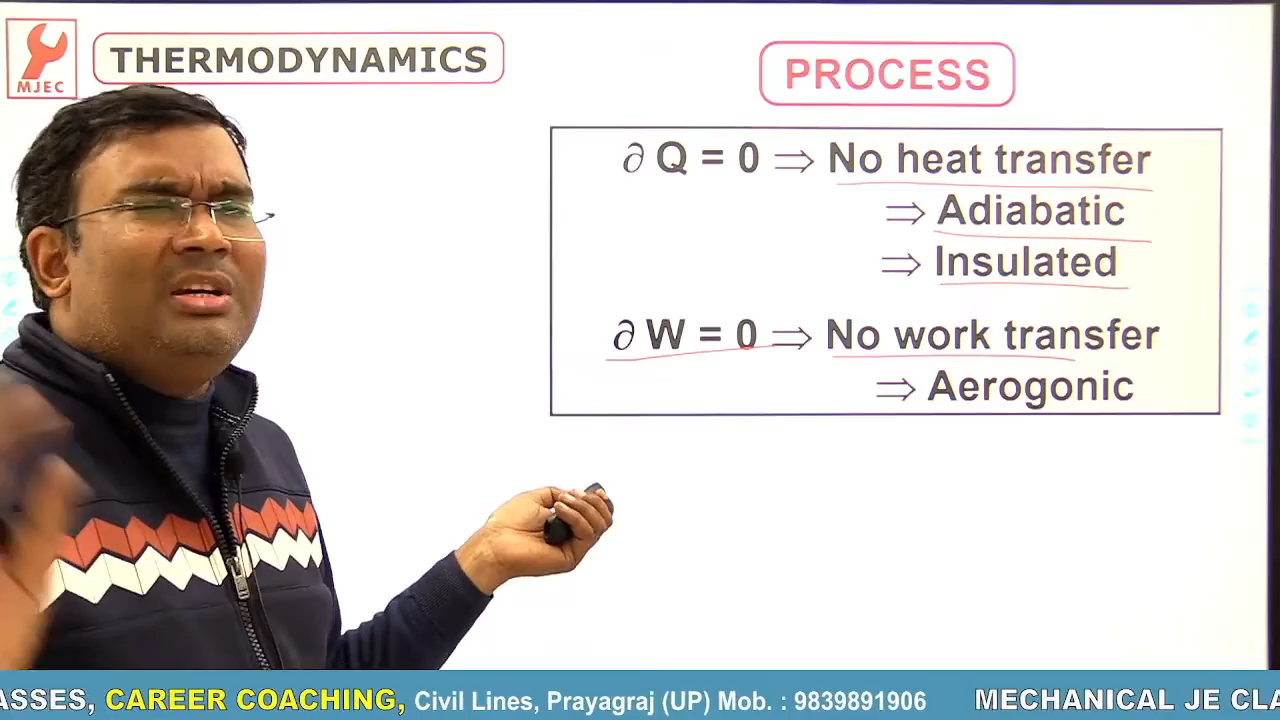 MJEC
THERMODYNAMICS
PROCESS
∂ Q = 0 ⇒ No heat transfer
⇒ Adiabatic
⇒ Insulated
∂ W = 0 ⇒ No work transfer
⇒ Aerogonic
ASSES, CAREER COACHING, Civil Lines, Prayagraj (UP) Mob. : 9839891906 MECHANICAL JE CLA